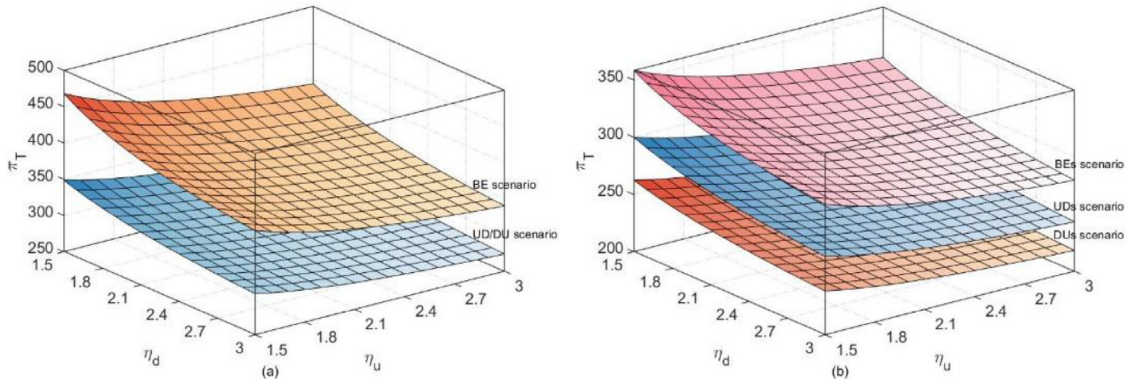 500
450
400
350
300
250
π_T
1.5
1.8
2.1
2.4
2.7
3
η_d
1.5
1.8
2.1
2.4
2.7
3
η_u
BE scenario
UD/DU scenario
(a)
350
300
250
200
π_T
1.5
1.8
2.1
2.4
2.7
3
η_d
1.5
1.8
2.1
2.4
2.7
3
η_u
BEs scenario
UDs scenario
DUs scenario
(b)